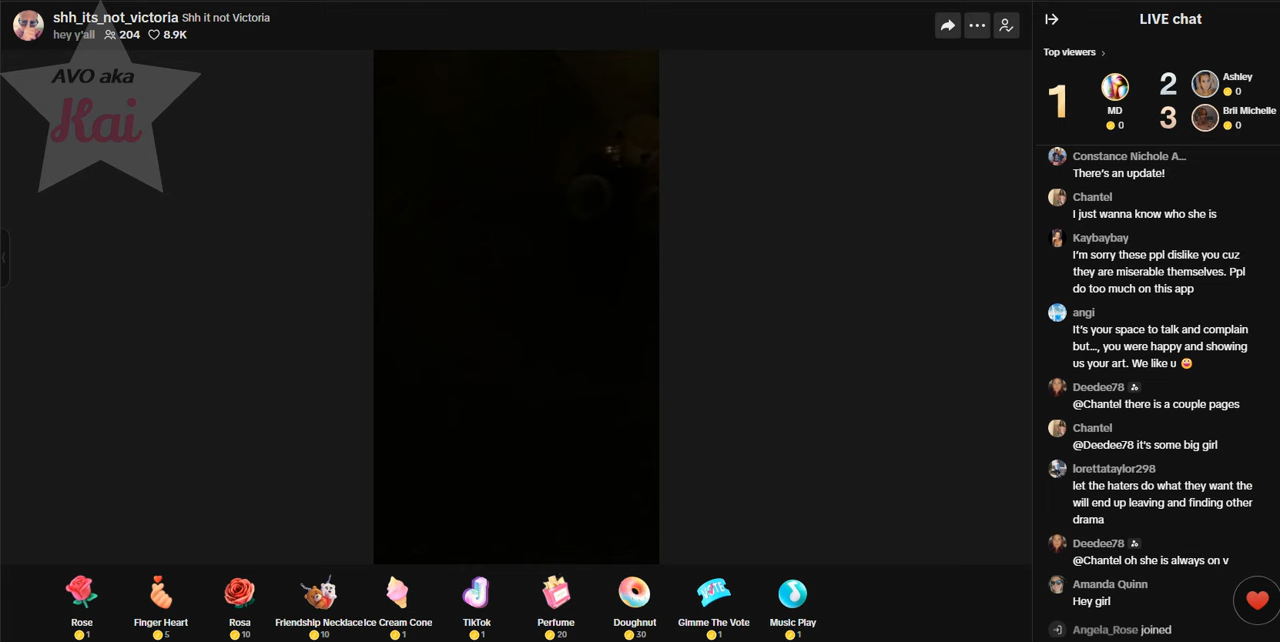 shh_its_not_victoria Shh it not Victoria
hey y'all 204 8.9K
AVO aka
Kai
LIVE chat
Top viewers
1
MD
0
2
Ashley
0
3
Brii Michelle
0
Constance Nichole A...
There's an update!
Chantel
I just wanna know who she is
Kaybaybay
I'm sorry these ppl dislike you cuz
they are miserable themselves. Ppl
do too much on this app
angi
It's your space to talk and complain
but..., you were happy and showing
us your art. We like u
Deedee78
@Chantel there is a couple pages
Chantel
@Deedee78 it's some big girl
lorettataylor298
let the haters do what they want the
will end up leaving and finding other
drama
Deedee78
@Chantel oh she is always on v
Amanda Quinn
Hey girl
Angela_Rose joined
VOTE
Rose Finger Heart Rosa Friendship Necklace Ice Cream Cone TikTok Perfume Doughnut Gimme The Vote Music Play
1 5 10 10 1 1 20 30 1 1